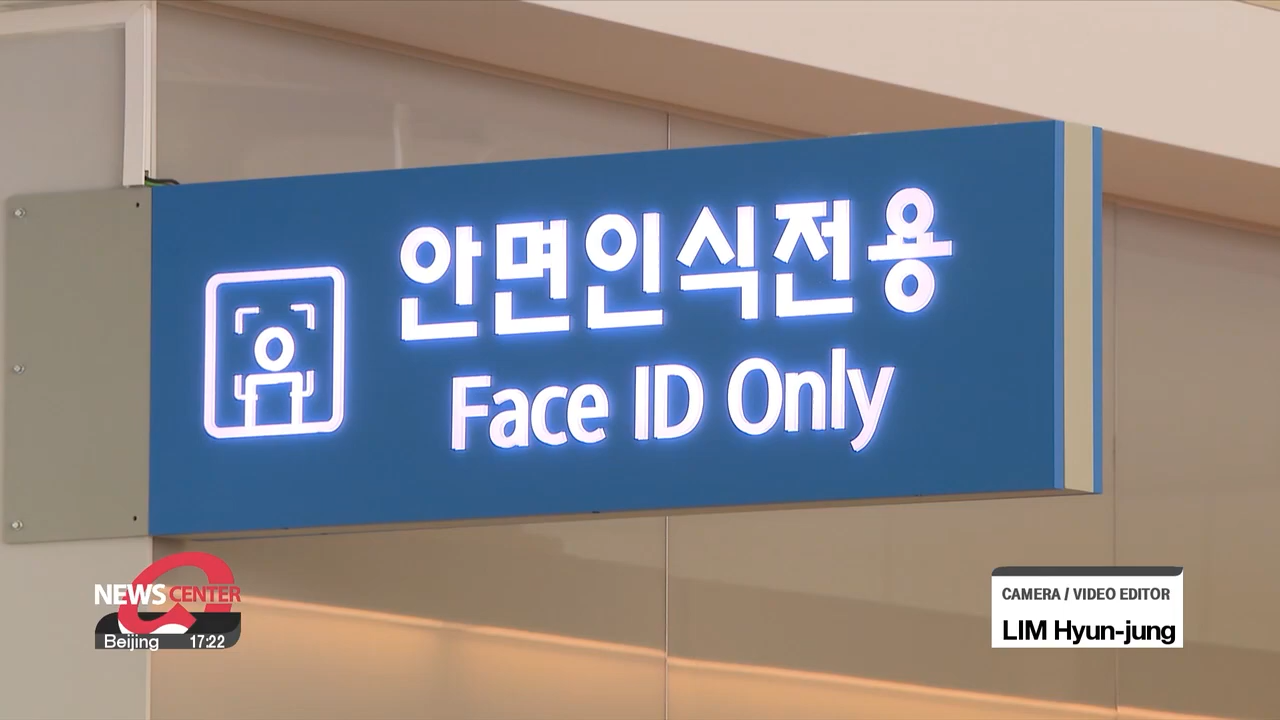 안면인식전용
Face ID Only
NEWS CENTER
Beijing 17:22
CAMERA / VIDEO EDITOR
LIM Hyun-jung